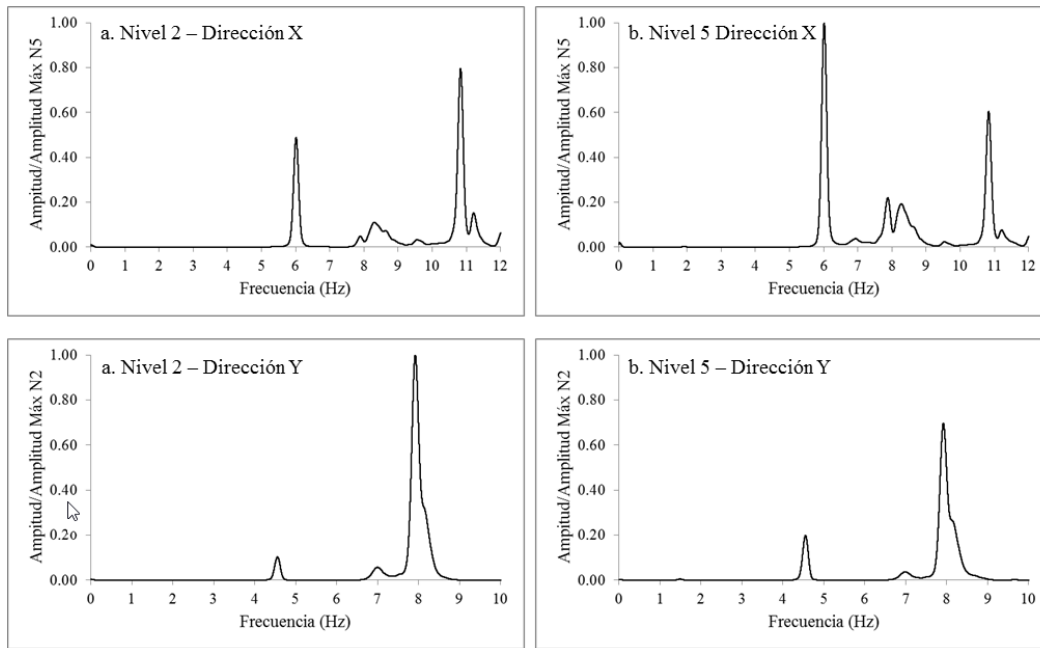 a. Nivel 2 – Dirección X
Ampitud/Amplitud Máx N5
1.00
0.80
0.60
0.40
0.20
0.00
0 1 2 3 4 5 6 7 8 9 10 11 12
Frecuencia (Hz)
b. Nivel 5 Dirección X
Ampitud/Amplitud Máx N5
1.00
0.80
0.60
0.40
0.20
0.00
0 1 2 3 4 5 6 7 8 9 10 11 12
Frecuencia (Hz)
a. Nivel 2 – Dirección Y
Ampitud/Amplitud Máx N2
1.00
0.80
0.60
0.40
0.20
0.00
0 1 2 3 4 5 6 7 8 9 10
Frecuencia (Hz)
b. Nivel 5 – Dirección Y
Ampitud/Amplitud Máx N2
1.00
0.80
0.60
0.40
0.20
0.00
0 1 2 3 4 5 6 7 8 9 10
Frecuencia (Hz)